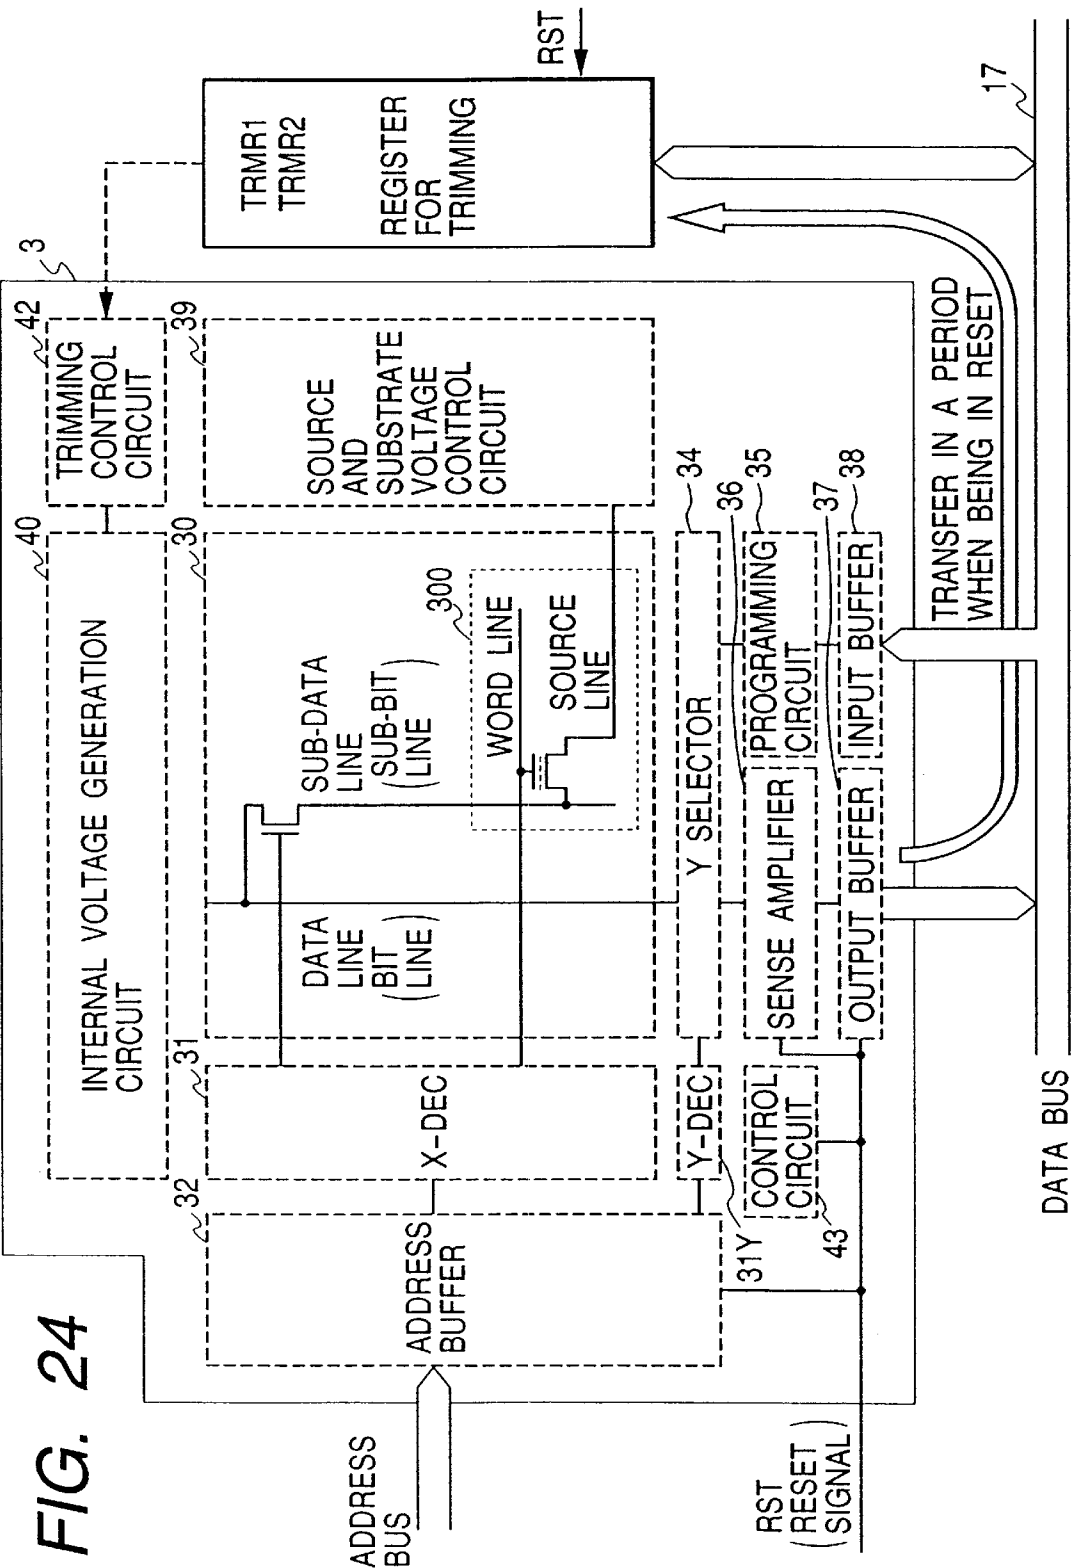 FIG. 24
3
40
INTERNAL VOLTAGE GENERATION
CIRCUIT
42
TRIMMING
CONTROL
CIRCUIT
TRMR1
TRMR2
REGISTER
FOR
TRIMMING
RST
ADDRESS
BUS
32
ADDRESS
BUFFER
31
X-DEC
30
DATA
LINE
(BIT
LINE)
SUB-DATA
LINE
(SUB-BIT
LINE)
300
WORD LINE
SOURCE
LINE
39
SOURCE
AND
SUBSTRATE
VOLTAGE
CONTROL
CIRCUIT
Y-DEC
31Y
Y SELECTOR
34
CONTROL
CIRCUIT
43
SENSE AMPLIFIER
36
PROGRAMMING
CIRCUIT
35
OUTPUT BUFFER
37
INPUT BUFFER
38
RST
(RESET
SIGNAL)
TRANSFER IN A PERIOD
WHEN BEING IN RESET
17
DATA BUS